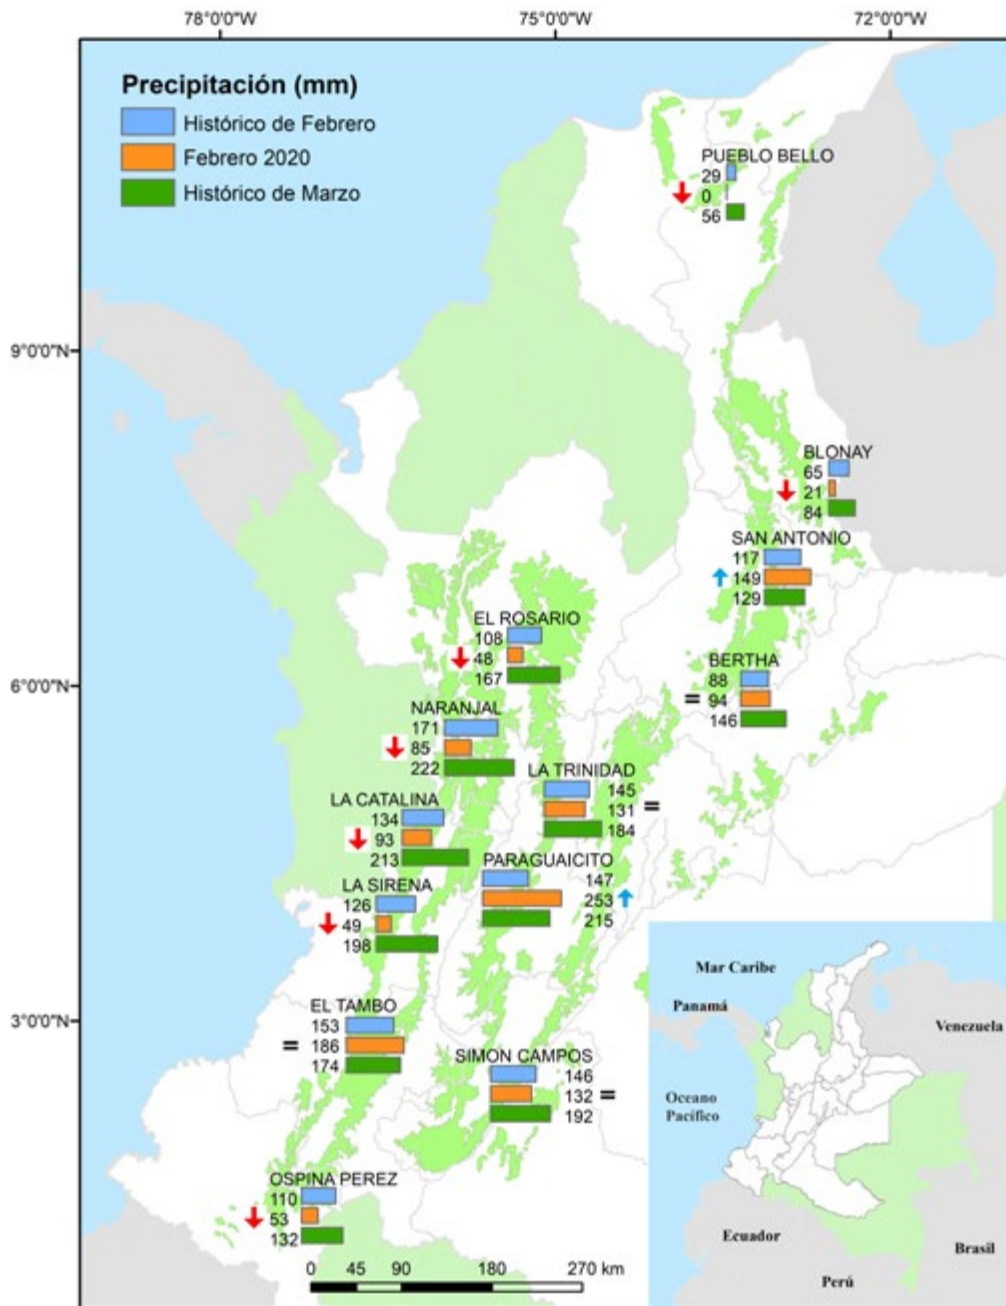 78°0'0"W 75°0'0"W 72°0'0"W
Precipitación (mm)
Histórico de Febrero
Febrero 2020
Histórico de Marzo
PUEBLO BELLO
29
0
56
9°0'0"N
BLONAY
65
21
84
SAN ANTONIO
117
149
129
EL ROSARIO
108
48
167
6°0'0"N
BERTHA
88
= 94
146
NARANJAL
171
85
222
LA TRINIDAD
145
131 =
184
LA CATALINA
134
93
213
PARAGUAICITO
147
253
215
LA SIRENA
126
49
198
3°0'0"N
EL TAMBO
153
= 186
174
SIMON CAMPOS
146
132 =
192
OSPINA PEREZ
110
53
132
0 45 90 180 270 km
Mar Caribe
Panamá
Venezuela
Oceano
Pacífico
Ecuador
Brasil
Perú